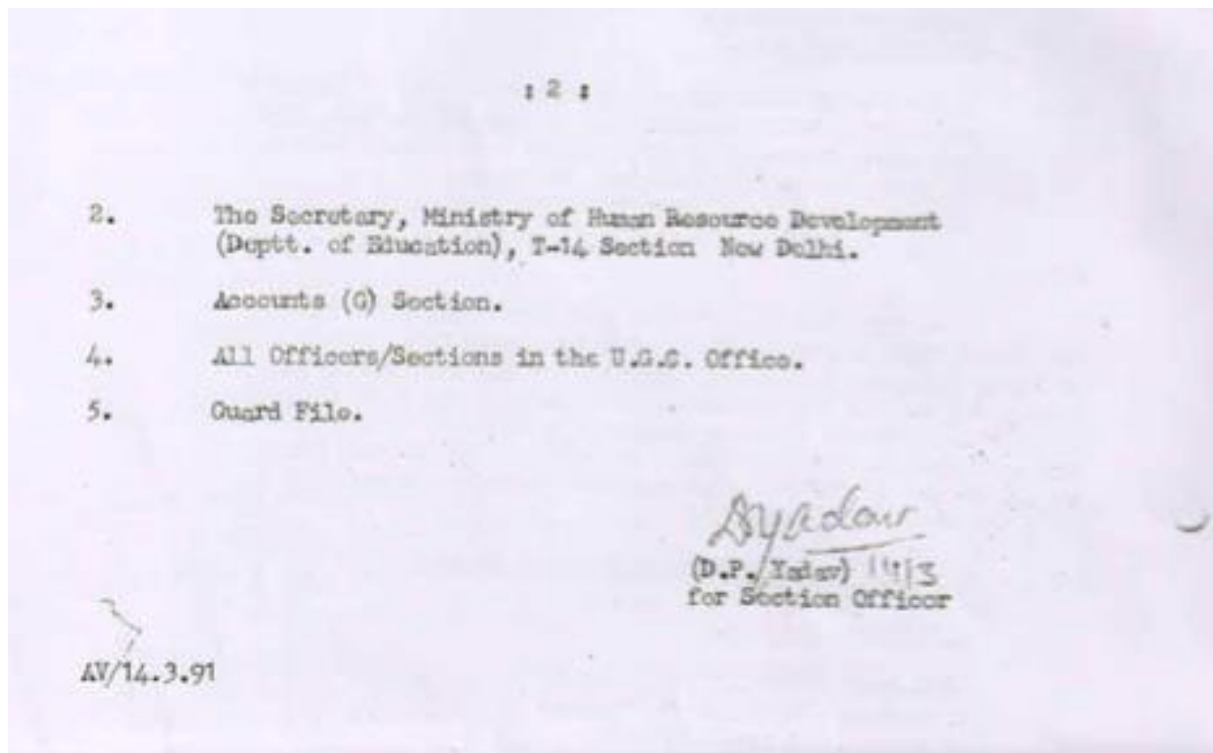 : 2 :
2. The Secretary, Ministry of Human Resource Development
(Deptt. of Education), T-14 Section New Delhi.
3. Accounts (G) Section.
4. All Officers/Sections in the U.G.C. Office.
5. Guard File.
Dyadav
(D.P. Yadav) 14/3
for Section Officer
AV/14.3.91